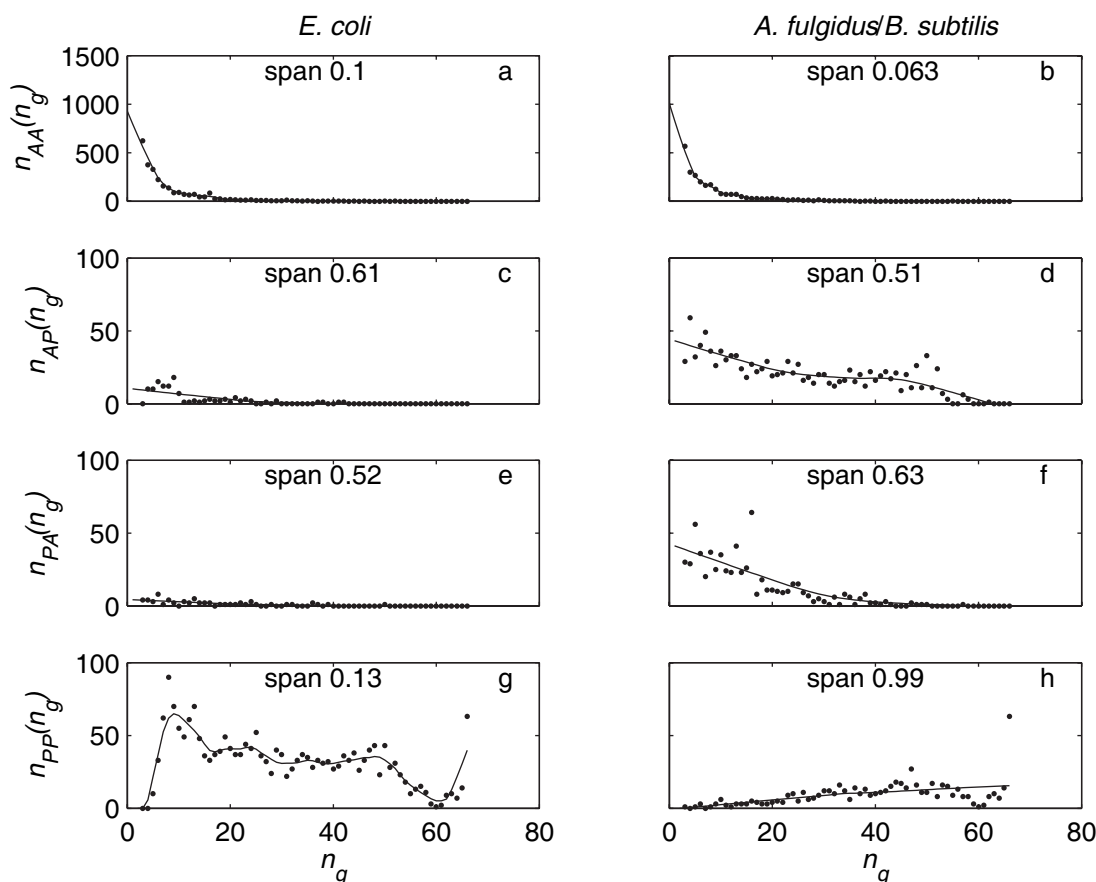 E. coli
A. fulgidus/B. subtilis
1500
1000
500
0
n_AA(n_g)
span 0.1
a
span 0.063
b
100
50
0
n_AP(n_g)
span 0.61
c
span 0.51
d
100
50
0
n_PA(n_g)
span 0.52
e
span 0.63
f
100
50
0
n_PP(n_g)
span 0.13
g
span 0.99
h
0 20 40 60 80
0 20 40 60 80
n_g
n_g